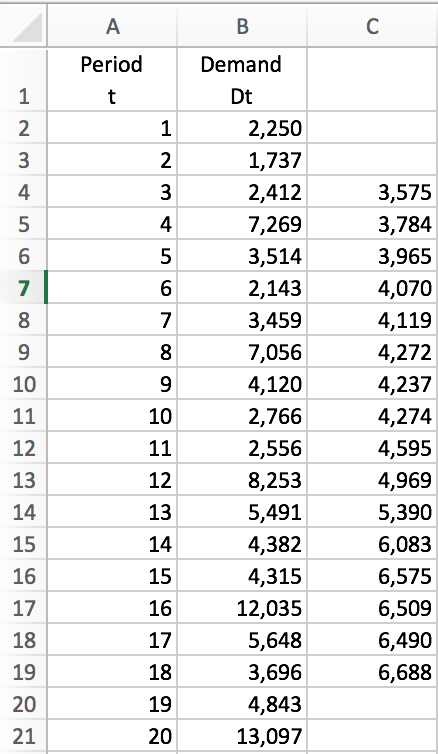 A B C
Period Demand
1 t Dt
2 1 2,250
3 2 1,737
4 3 2,412 3,575
5 4 7,269 3,784
6 5 3,514 3,965
7 6 2,143 4,070
8 7 3,459 4,119
9 8 7,056 4,272
10 9 4,120 4,237
11 10 2,766 4,274
12 11 2,556 4,595
13 12 8,253 4,969
14 13 5,491 5,390
15 14 4,382 6,083
16 15 4,315 6,575
17 16 12,035 6,509
18 17 5,648 6,490
19 18 3,696 6,688
20 19 4,843
21 20 13,097